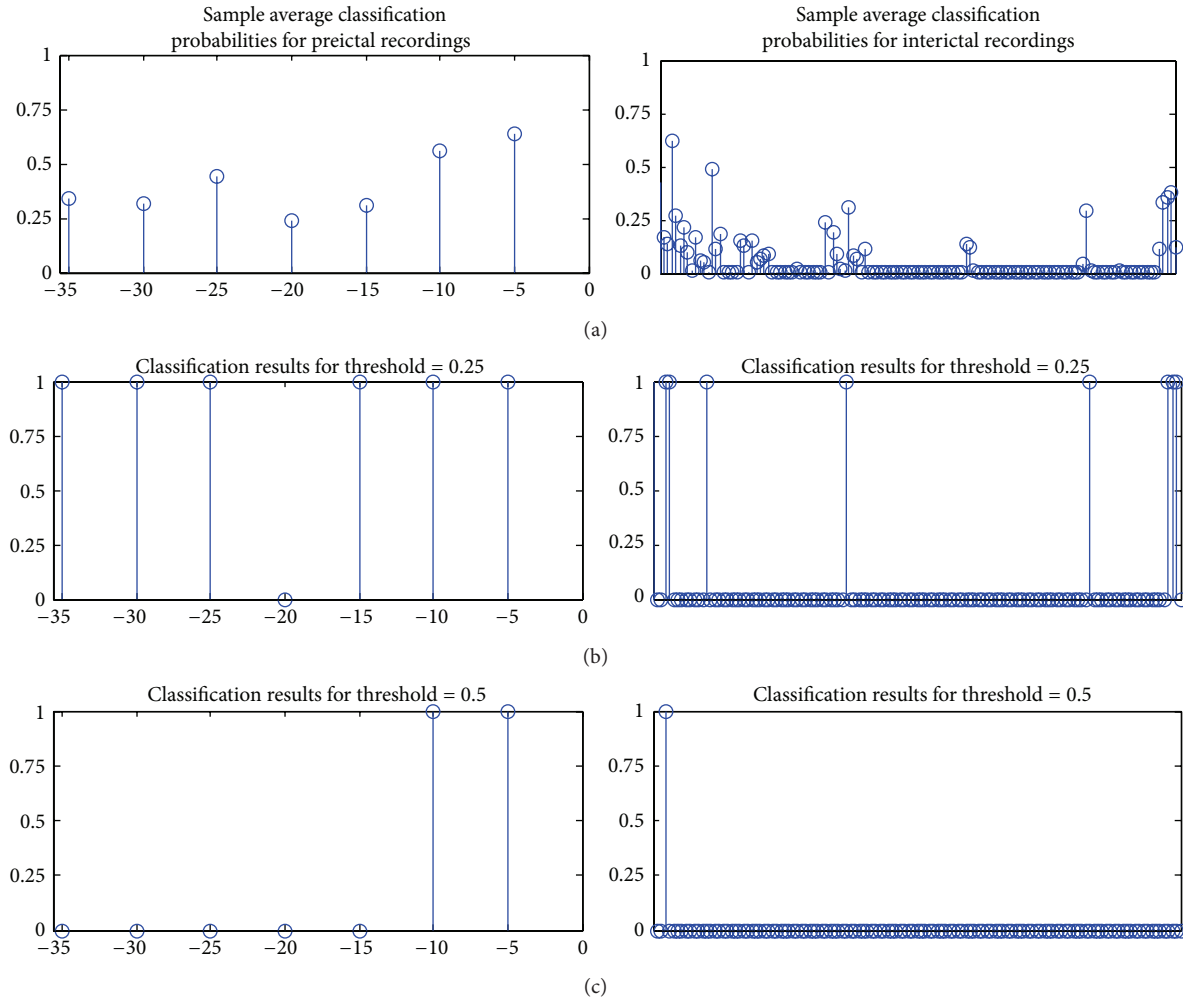 Sample average classification
probabilities for preictal recordings
1
0.75
0.5
0.25
0
−35 −30 −25 −20 −15 −10 −5 0
Sample average classification
probabilities for interictal recordings
1
0.75
0.5
0.25
0
(a)
Classification results for threshold = 0.25
1
0.75
0.5
0.25
0
−35 −30 −25 −20 −15 −10 −5 0
Classification results for threshold = 0.25
1
0.75
0.5
0.25
0
(b)
Classification results for threshold = 0.5
1
0.75
0.5
0.25
0
−35 −30 −25 −20 −15 −10 −5 0
Classification results for threshold = 0.5
1
0.75
0.5
0.25
0
(c)